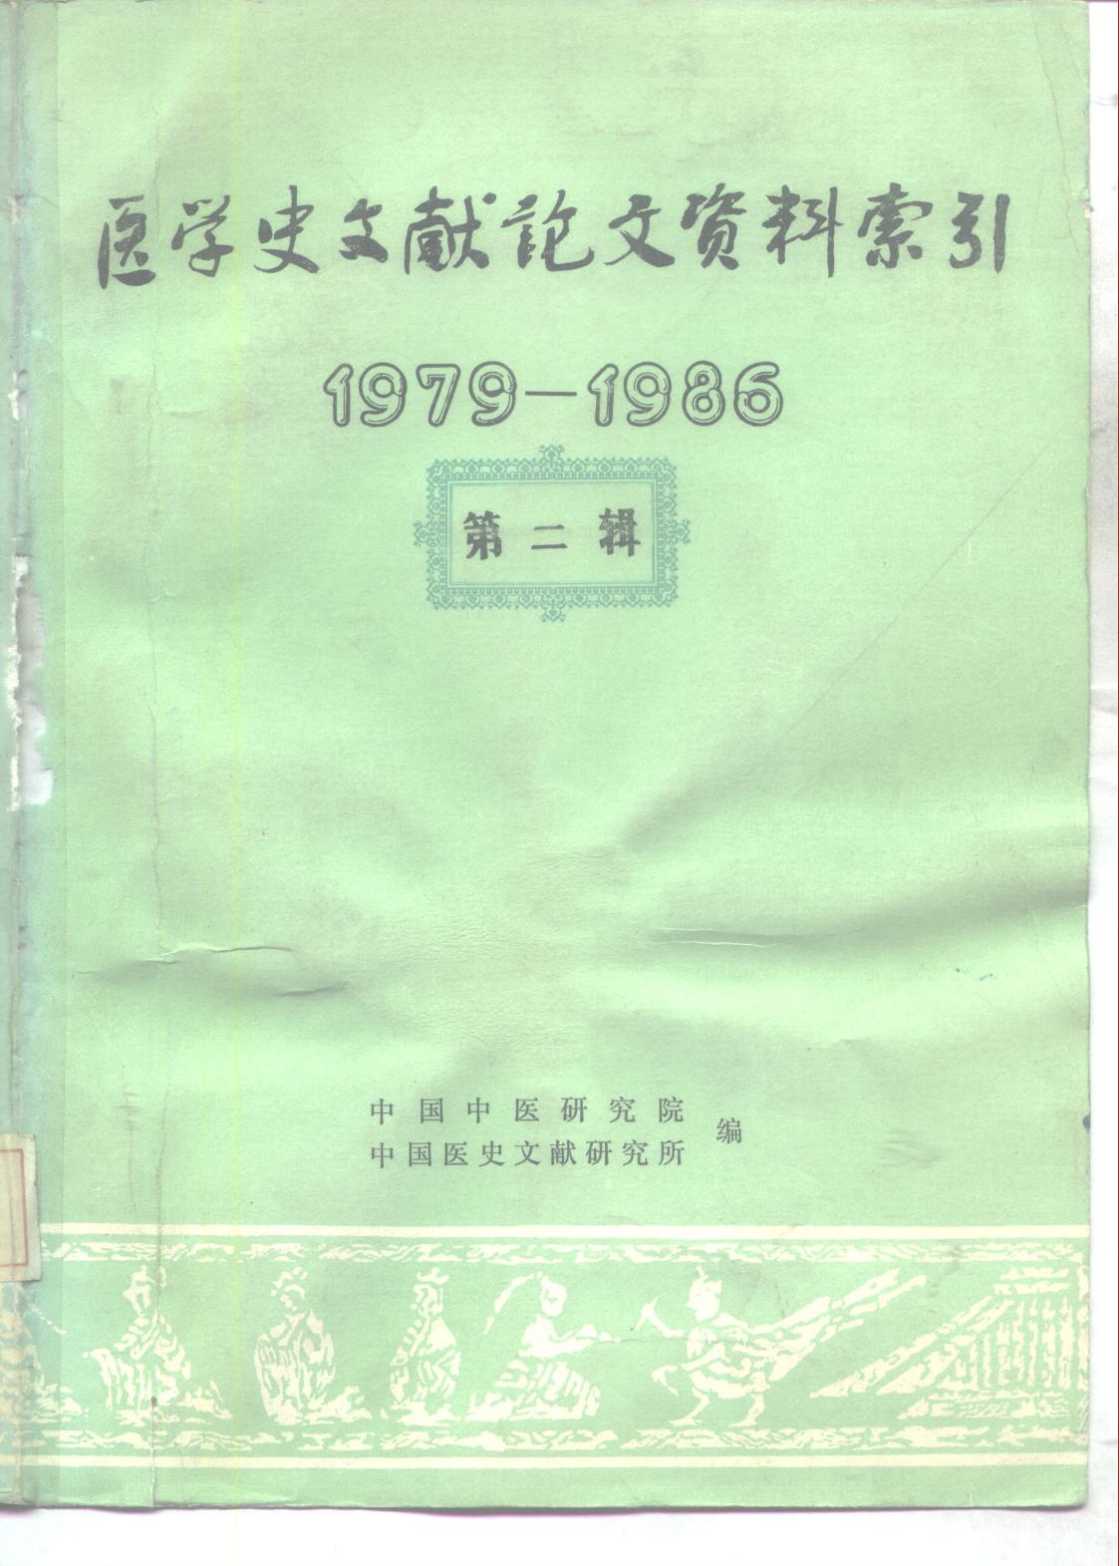 医学史文献论文资料索引
1979—1986
第二辑
中国中医研究院
中国医史文献研究所
编